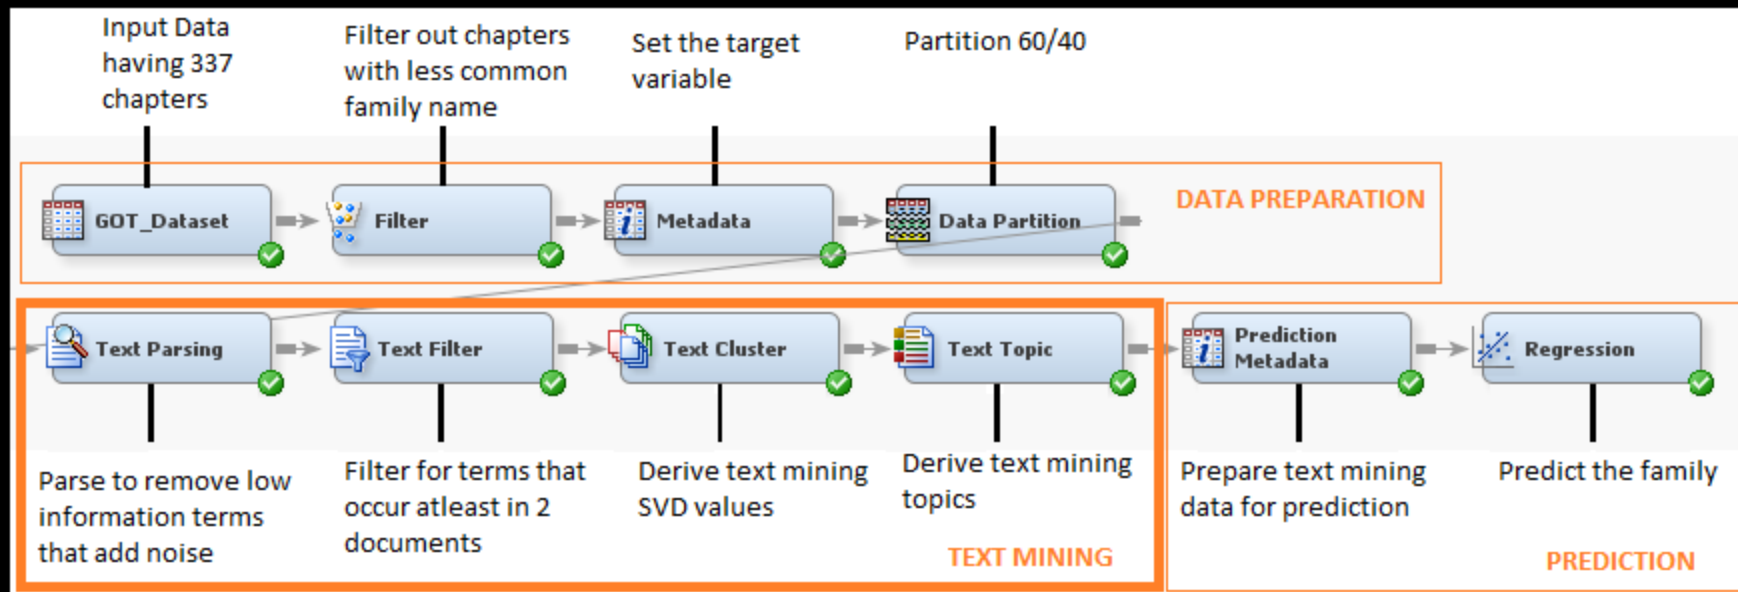 Input Data
having 337
chapters
Filter out chapters
with less common
family name
Set the target
variable
Partition 60/40
DATA PREPARATION
GOT_Dataset
Filter
Metadata
Data Partition
Text Parsing
Text Filter
Text Cluster
Text Topic
Prediction
Metadata
Regression
Parse to remove low
information terms
that add noise
Filter for terms that
occur atleast in 2
documents
Derive text mining
SVD values
Derive text mining
topics
Prepare text mining
data for prediction
Predict the family
TEXT MINING
PREDICTION